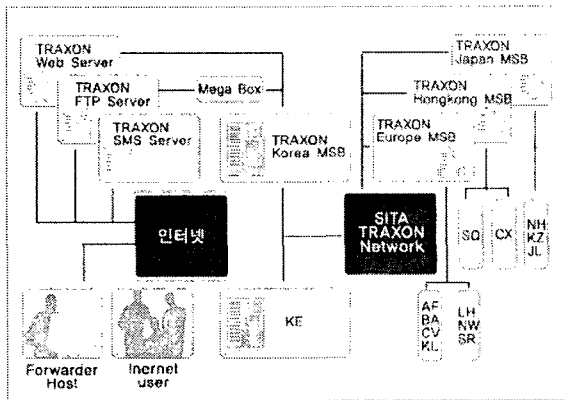 TRAXON
Web Server
TRAXON
FTP Server
TRAXON
SMS Server
Mega Box
TRAXON
Korea MSB
TRAXON
Japan MSB
TRAXON
Hongkong MSB
TRAXON
Europe MSB
인터넷
SITA
TRAXON
Network
SQ
CX
NH
KZ
JL
KE
AF
BA
CV
KL
LH
NW
SR
Forwarder
Host
Inernet
user